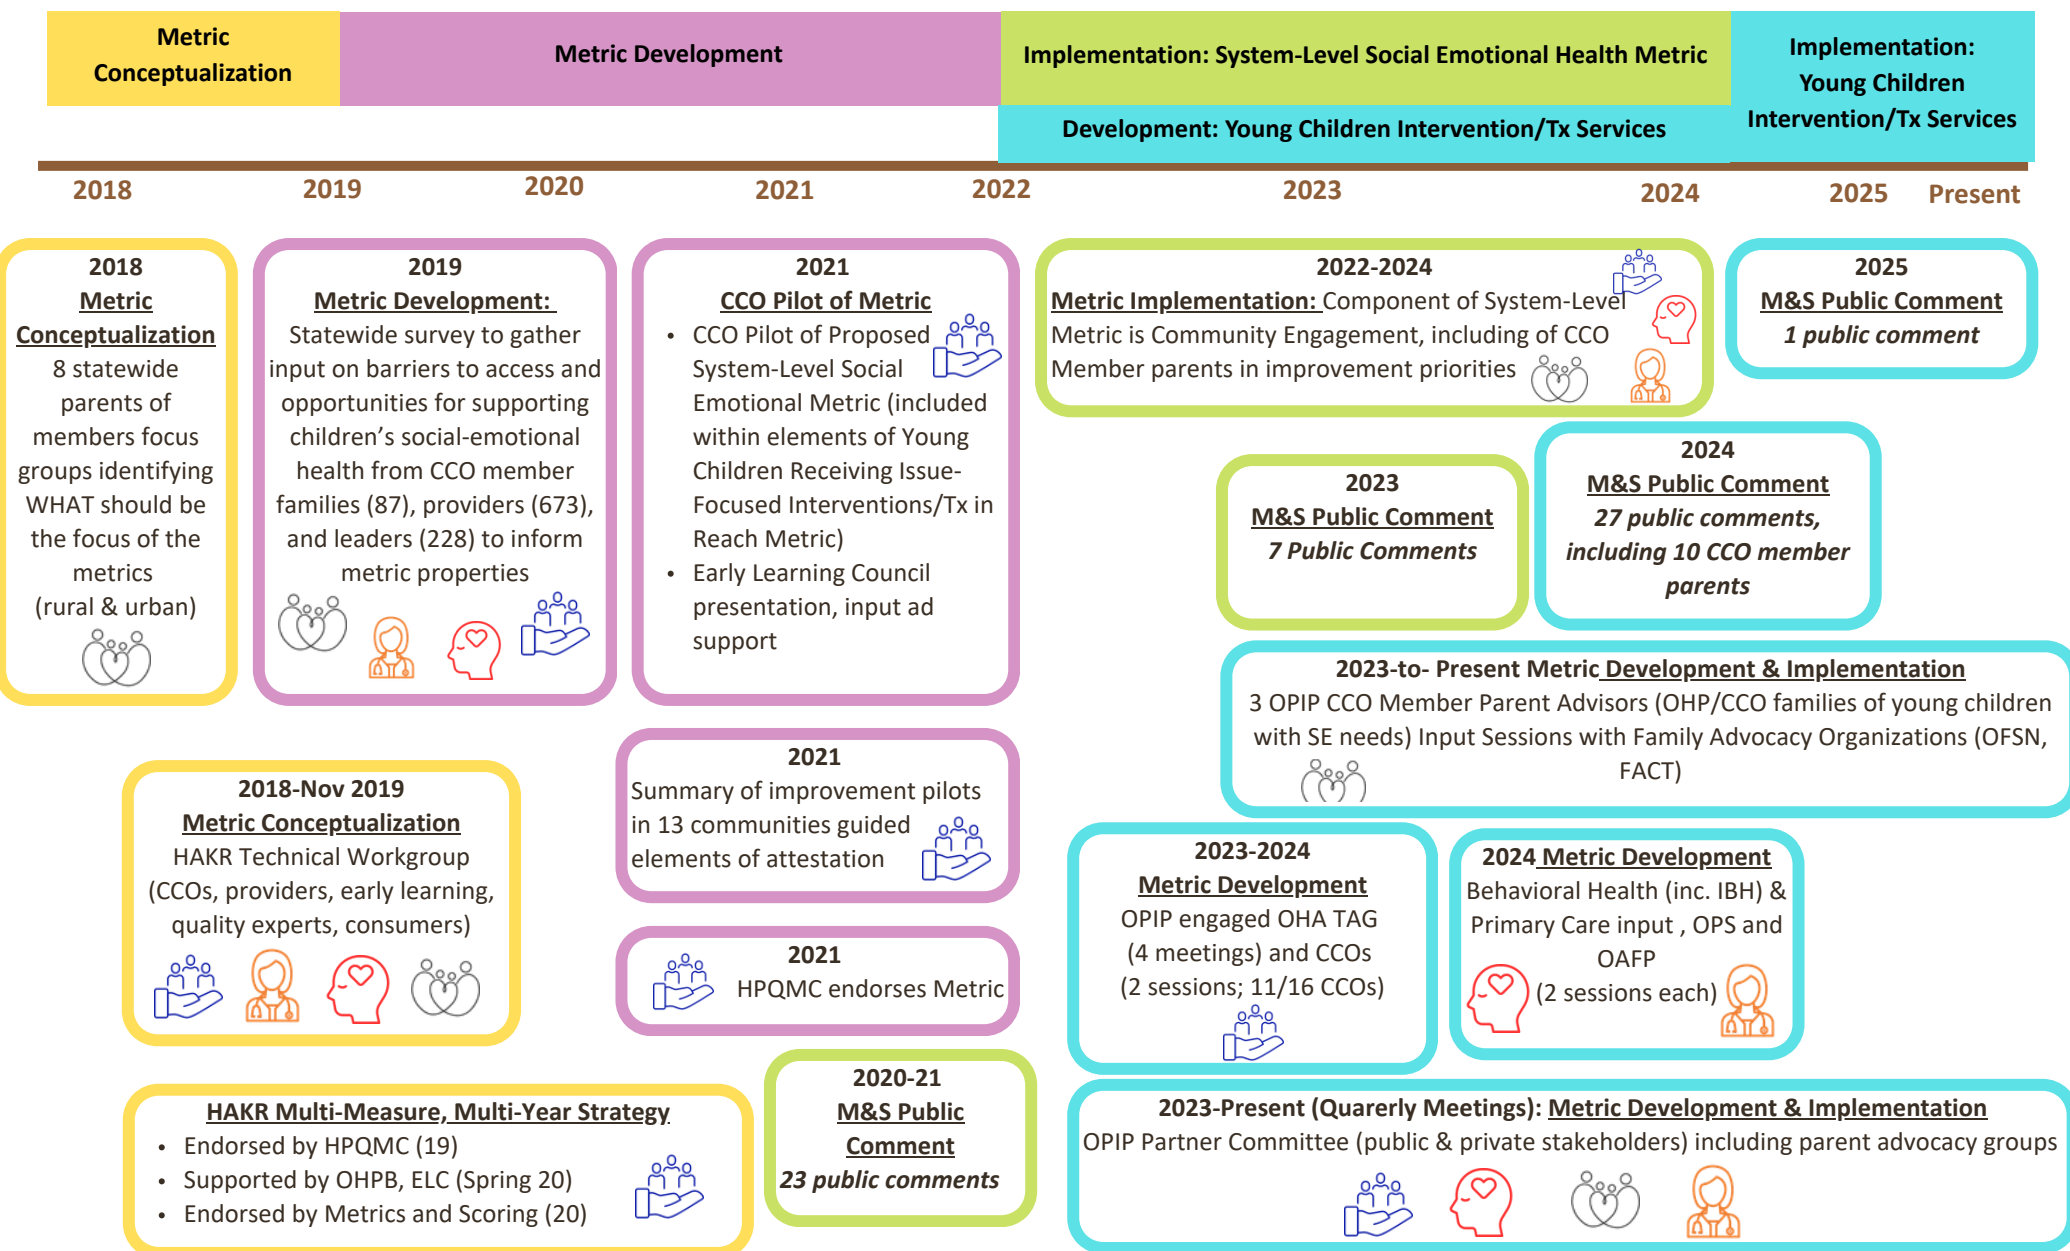 Metric
Conceptualization
Metric Development
Implementation: System-Level Social Emotional Health Metric
Development: Young Children Intervention/Tx Services
Implementation:
Young Children
Intervention/Tx Services
2018
2019
2020
2021
2022
2023
2024
2025
Present
2018
Metric
Conceptualization
8 statewide
parents of
members focus
groups identifying
WHAT should be
the focus of the
metrics
(rural & urban)
2019
Metric Development:
Statewide survey to gather
input on barriers to access and
opportunities for supporting
children's social-emotional
health from CCO member
families (87), providers (673),
and leaders (228) to inform
metric properties
2021
CCO Pilot of Metric
• CCO Pilot of Proposed
System-Level Social
Emotional Metric (included
within elements of Young
Children Receiving Issue-
Focused Interventions/Tx in
Reach Metric)
• Early Learning Council
presentation, input ad
support
2022-2024
Metric Implementation: Component of System-Level
Metric is Community Engagement, including of CCO
Member parents in improvement priorities
2025
M&S Public Comment
1 public comment
2023
M&S Public Comment
7 Public Comments
2024
M&S Public Comment
27 public comments,
including 10 CCO member
parents
2023-to- Present Metric Development & Implementation
3 OPIP CCO Member Parent Advisors (OHP/CCO families of young children
with SE needs) Input Sessions with Family Advocacy Organizations (OFSN,
FACT)
2018-Nov 2019
Metric Conceptualization
HAKR Technical Workgroup
(CCOs, providers, early learning,
quality experts, consumers)
2021
Summary of improvement pilots
in 13 communities guided
elements of attestation
2021
HPQMC endorses Metric
2023-2024
Metric Development
OPIP engaged OHA TAG
(4 meetings) and CCOs
(2 sessions; 11/16 CCOs)
2024 Metric Development
Behavioral Health (inc. IBH) &
Primary Care input , OPS and
OAFP
(2 sessions each)
HAKR Multi-Measure, Multi-Year Strategy
• Endorsed by HPQMC (19)
• Supported by OHPB, ELC (Spring 20)
• Endorsed by Metrics and Scoring (20)
2020-21
M&S Public
Comment
23 public comments
2023-Present (Quarerly Meetings): Metric Development & Implementation
OPIP Partner Committee (public & private stakeholders) including parent advocacy groups